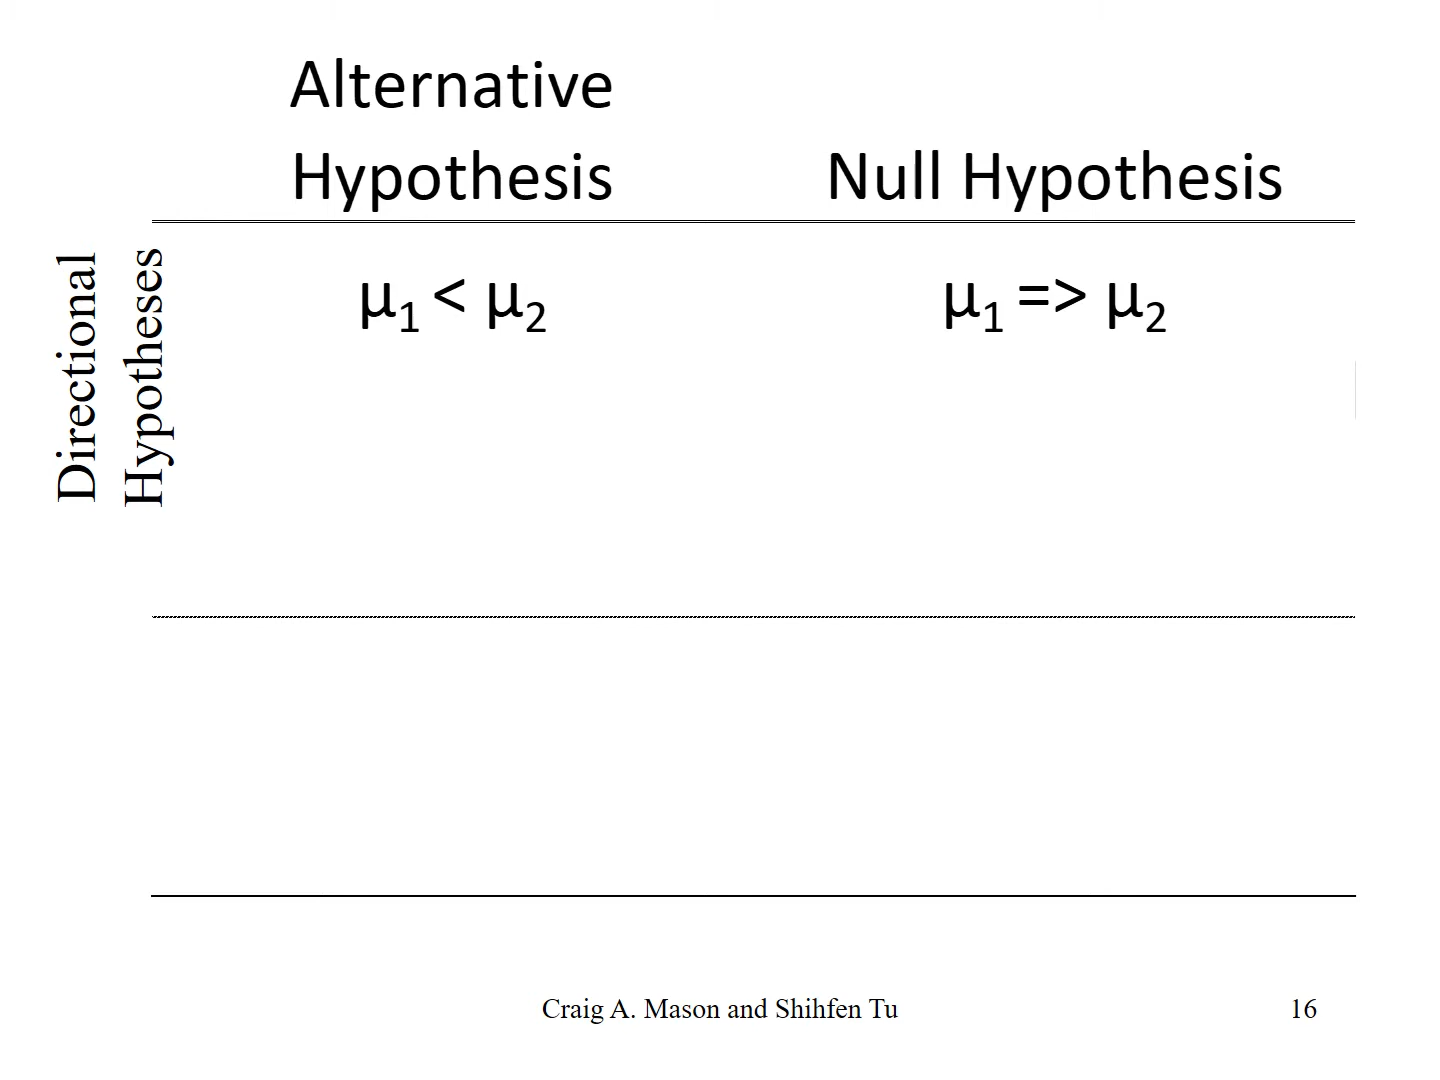 Alternative
Hypothesis
Null Hypothesis
Directional
Hypotheses
μ₁ < μ₂
μ₁ => μ₂
Craig A. Mason and Shihfen Tu
16